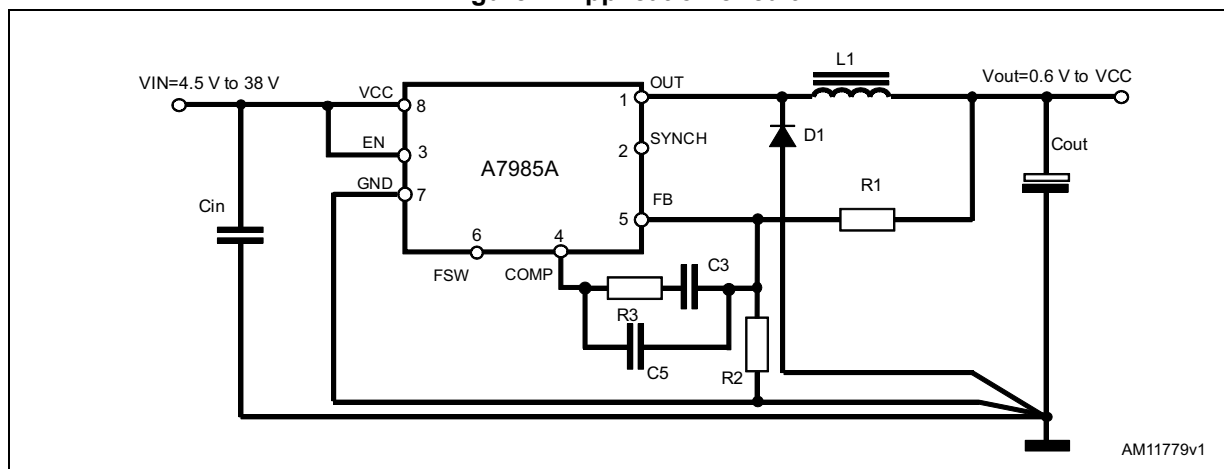 VIN=4.5 V to 38 V
VCC
8
EN
3
GND
7
Cin
A7985A
6
FSW
4
COMP
OUT
1
SYNCH
2
FB
5
L1
D1
R1
Vout=0.6 V to VCC
Cout
C3
R3
C5
R2
AM11779v1